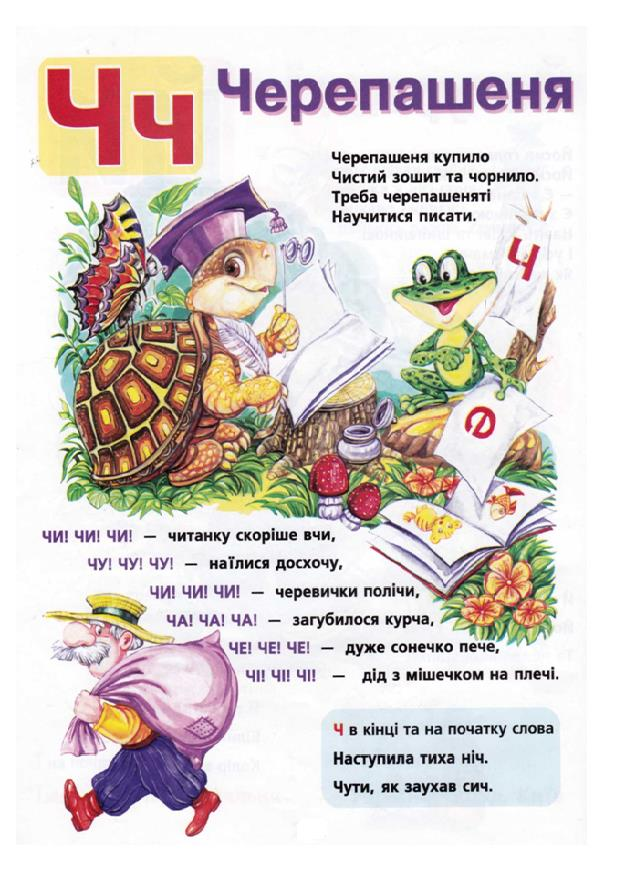 Чч
Черепашеня
Черепашеня купило
Чистий зошит та чорнило.
Треба черепашеняті
Научитися писати.
Ч
Ф
ЧИ! ЧИ! ЧИ! — читанку скоріше вчи,
ЧУ! ЧУ! ЧУ! — наїлися досхочу,
ЧИ! ЧИ! ЧИ! — черевички полічи,
ЧА! ЧА! ЧА! — загубилося курча,
ЧЕ! ЧЕ! ЧЕ! — дуже сонечко пече,
ЧІ! ЧІ! ЧІ! — дід з мішечком на плечі.
Ч в кінці та на початку слова
Наступила тиха ніч.
Чути, як заухав сич.